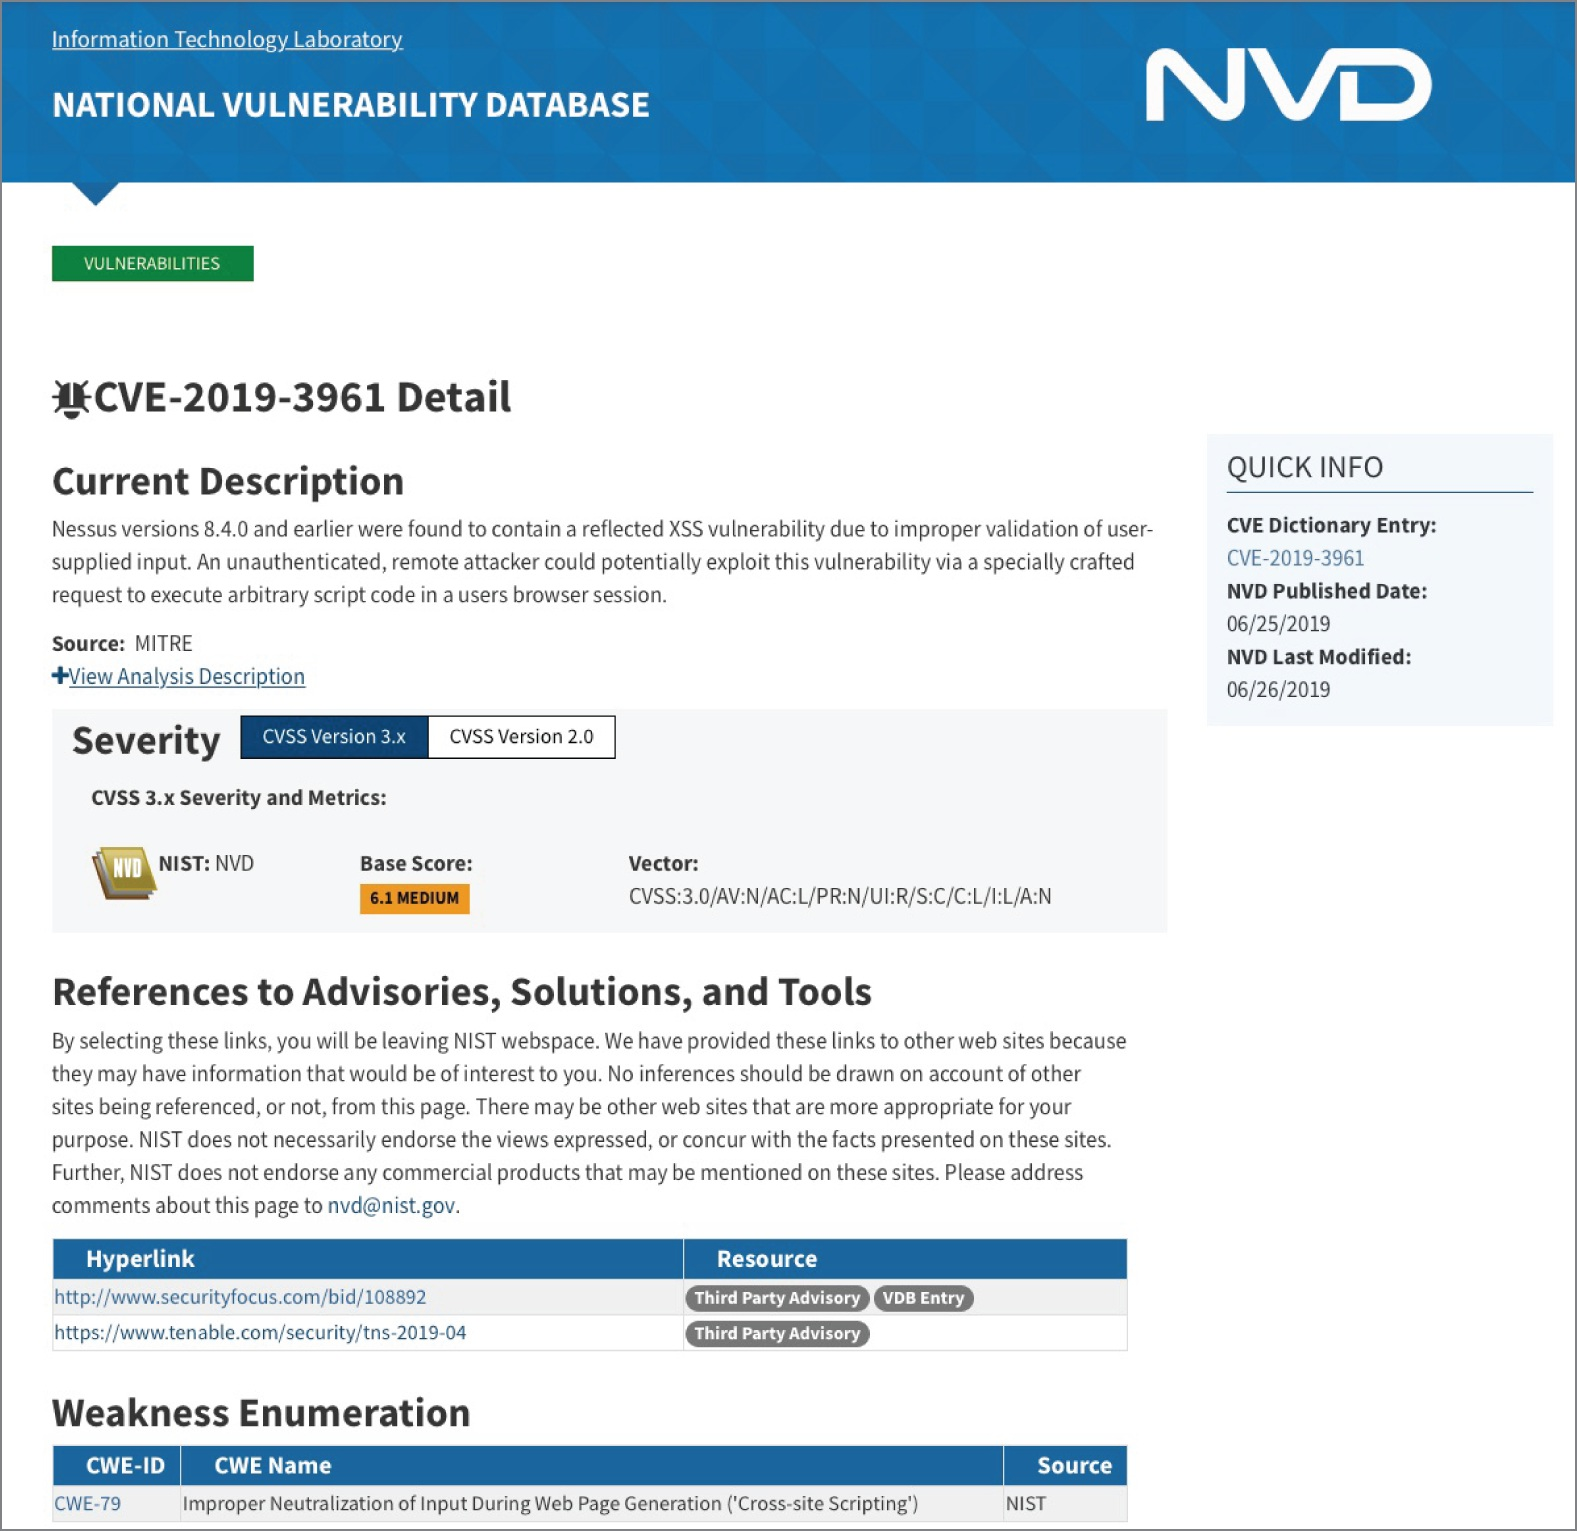 Information Technology Laboratory
NATIONAL VULNERABILITY DATABASE
NVD
VULNERABILITIES
CVE-2019-3961 Detail
Current Description
Nessus versions 8.4.0 and earlier were found to contain a reflected XSS vulnerability due to improper validation of user-
supplied input. An unauthenticated, remote attacker could potentially exploit this vulnerability via a specially crafted
request to execute arbitrary script code in a users browser session.
Source: MITRE
+View Analysis Description
QUICK INFO
CVE Dictionary Entry:
CVE-2019-3961
NVD Published Date:
06/25/2019
NVD Last Modified:
06/26/2019
Severity CVSS Version 3.x CVSS Version 2.0
CVSS 3.x Severity and Metrics:
NVD NIST: NVD Base Score: Vector:
6.1 MEDIUM CVSS:3.0/AV:N/AC:L/PR:N/UI:R/S:C/C:L/I:L/A:N
References to Advisories, Solutions, and Tools
By selecting these links, you will be leaving NIST webspace. We have provided these links to other web sites because
they may have information that would be of interest to you. No inferences should be drawn on account of other
sites being referenced, or not, from this page. There may be other web sites that are more appropriate for your
purpose. NIST does not necessarily endorse the views expressed, or concur with the facts presented on these sites.
Further, NIST does not endorse any commercial products that may be mentioned on these sites. Please address
comments about this page to nvd@nist.gov.
Hyperlink Resource
http://www.securityfocus.com/bid/108892 Third Party Advisory VDB Entry
https://www.tenable.com/security/tns-2019-04 Third Party Advisory
Weakness Enumeration
CWE-ID CWE Name Source
CWE-79 Improper Neutralization of Input During Web Page Generation ('Cross-site Scripting') NIST